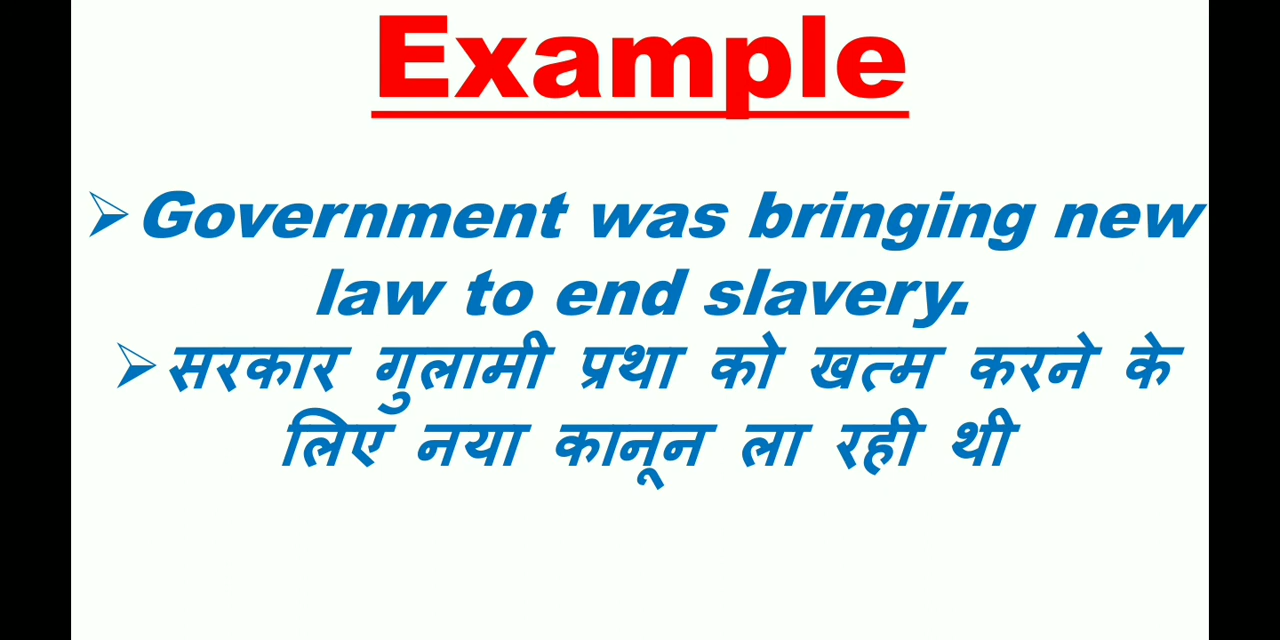 Example
➢Government was bringing new
law to end slavery.
➢सरकार गुलामी प्रथा को खत्म करने के
लिए नया कानून ला रही थी